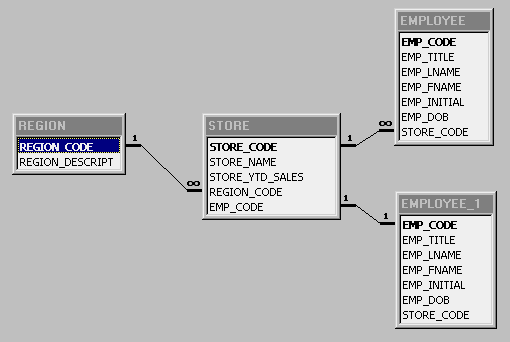 REGION
REGION_CODE
REGION_DESCRIPT
1
∞
STORE
STORE_CODE
STORE_NAME
STORE_YTD_SALES
REGION_CODE
EMP_CODE
1
∞
1
1
EMPLOYEE
EMP_CODE
EMP_TITLE
EMP_LNAME
EMP_FNAME
EMP_INITIAL
EMP_DOB
STORE_CODE
EMPLOYEE_1
EMP_CODE
EMP_TITLE
EMP_LNAME
EMP_FNAME
EMP_INITIAL
EMP_DOB
STORE_CODE